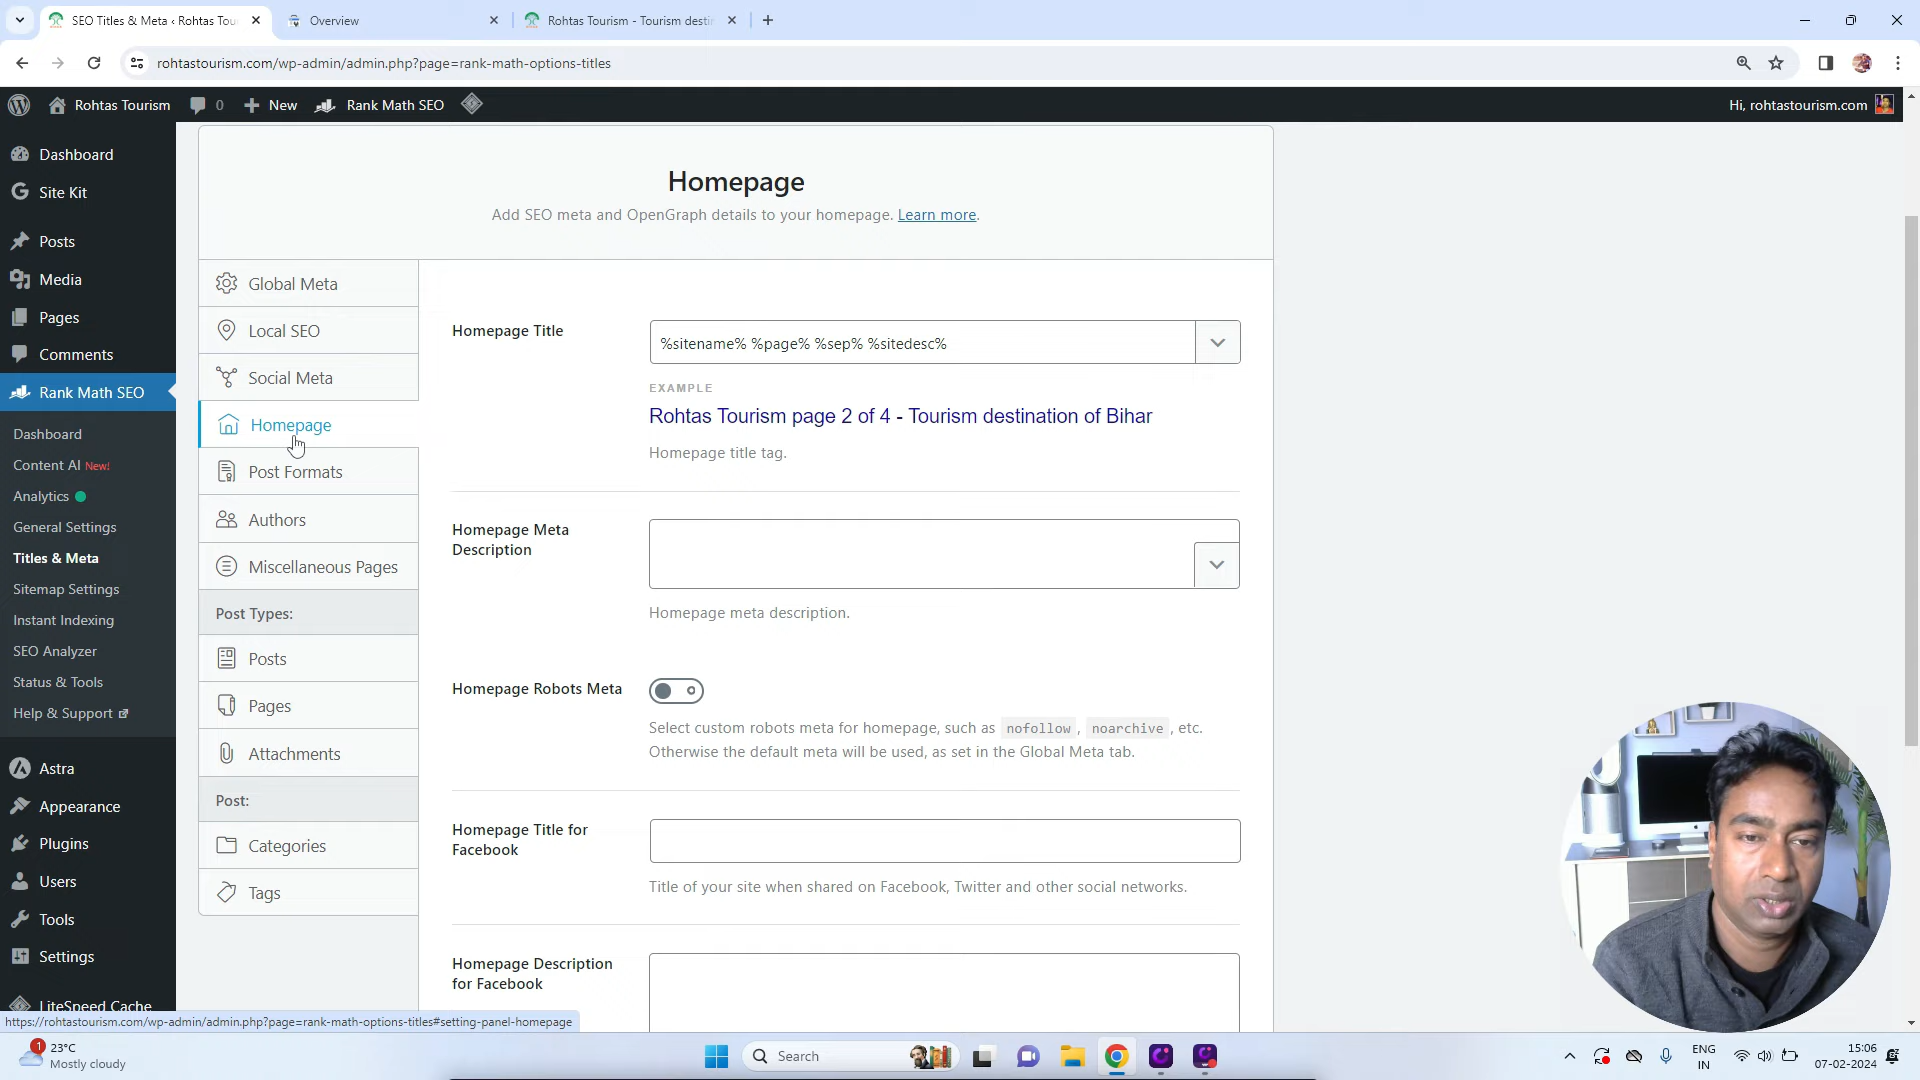 SEO Titles & Meta ‹ Rohtas Tou
Overview
Rohtas Tourism - Tourism desti
rohtastourism.com/wp-admin/admin.php?page=rank-math-options-titles
Rohtas Tourism
0
New
Rank Math SEO
Hi, rohtastourism.com
Dashboard
Site Kit
Posts
Media
Pages
Comments
Rank Math SEO
Dashboard
Content AI New!
Analytics
General Settings
Titles & Meta
Sitemap Settings
Instant Indexing
SEO Analyzer
Status & Tools
Help & Support
Astra
Appearance
Plugins
Users
Tools
Settings
LiteSpeed Cache
Homepage
Add SEO meta and OpenGraph details to your homepage. Learn more.
Global Meta
Local SEO
Social Meta
Homepage
Post Formats
Authors
Miscellaneous Pages
Post Types:
Posts
Pages
Attachments
Post:
Categories
Tags
Homepage Title
%sitename% %page% %sep% %sitedesc%
EXAMPLE
Rohtas Tourism page 2 of 4 - Tourism destination of Bihar
Homepage title tag.
Homepage Meta
Description
Homepage meta description.
Homepage Robots Meta
Select custom robots meta for homepage, such as nofollow, noarchive, etc.
Otherwise the default meta will be used, as set in the Global Meta tab.
Homepage Title for
Facebook
Title of your site when shared on Facebook, Twitter and other social networks.
Homepage Description
for Facebook
https://rohtastourism.com/wp-admin/admin.php?page=rank-math-options-titles#setting-panel-homepage
1
23°C
Mostly cloudy
Search
ENG
IN
15:06
07-02-2024